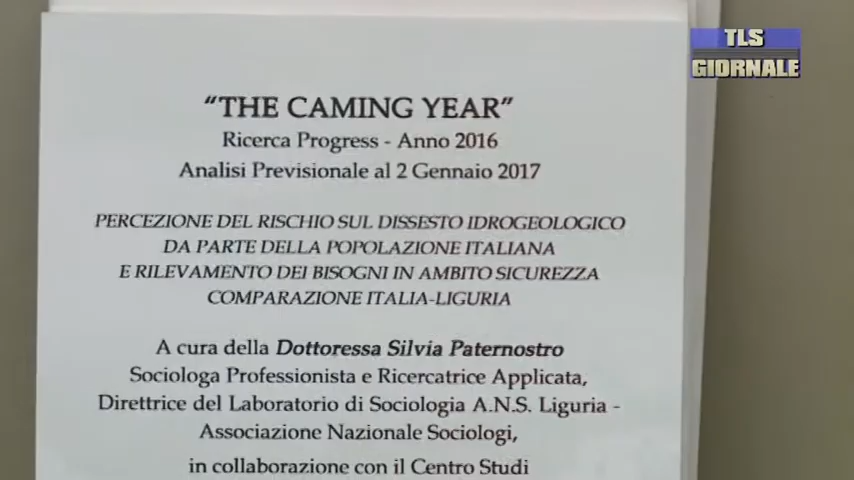 TLS
GIORNALE
"THE CAMING YEAR"
Ricerca Progress - Anno 2016
Analisi Previsionale al 2 Gennaio 2017
PERCEZIONE DEL RISCHIO SUL DISSESTO IDROGEOLOGICO
DA PARTE DELLA POPOLAZIONE ITALIANA
E RILEVAMENTO DEI BISOGNI IN AMBITO SICUREZZA
COMPARAZIONE ITALIA-LIGURIA
A cura della Dottoressa Silvia Paternostro
Sociologa Professionista e Ricercatrice Applicata,
Direttrice del Laboratorio di Sociologia A.N.S. Liguria -
Associazione Nazionale Sociologi,
in collaborazione con il Centro Studi